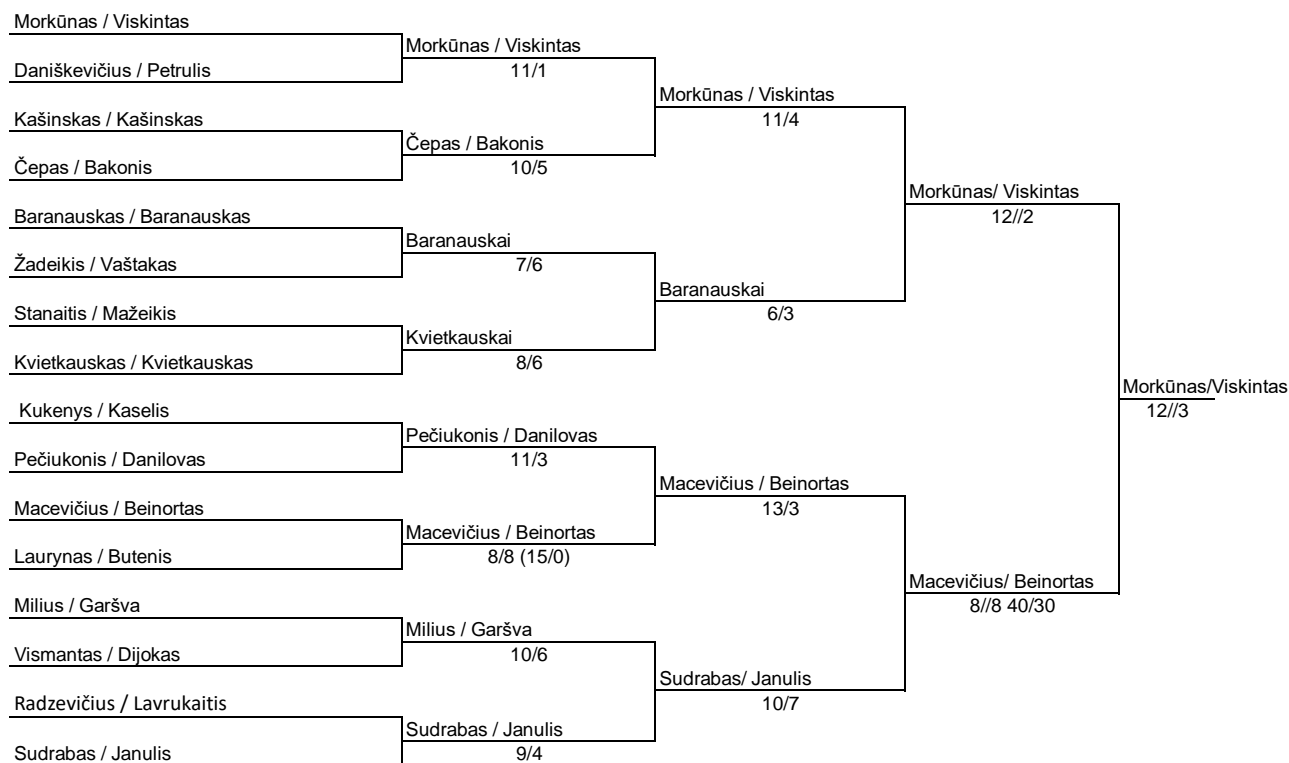 Morkūnas / Viskintas
Morkūnas / Viskintas
Daniškevičius / Petrulis
11/1
Morkūnas / Viskintas
Kašinskas / Kašinskas
11/4
Čepas / Bakonis
Čepas / Bakonis
10/5
Morkūnas/ Viskintas
Baranauskas / Baranauskas
12//2
Baranauskai
Žadeikis / Vaštakas
7/6
Baranauskai
Stanaitis / Mažeikis
6/3
Kvietkauskai
Kvietkauskas / Kvietkauskas
8/6
Morkūnas/Viskintas
Kukenys / Kaselis
12//3
Pečiukonis / Danilovas
Pečiukonis / Danilovas
11/3
Macevičius / Beinortas
Macevičius / Beinortas
13/3
Macevičius / Beinortas
Laurynas / Butenis
8/8 (15/0)
Macevičius/ Beinortas
Milius / Garšva
8//8 40/30
Milius / Garšva
Vismantas / Dijokas
10/6
Sudrabas/ Janulis
Radzevičius / Lavrukaitis
10/7
Sudrabas / Janulis
Sudrabas / Janulis
9/4